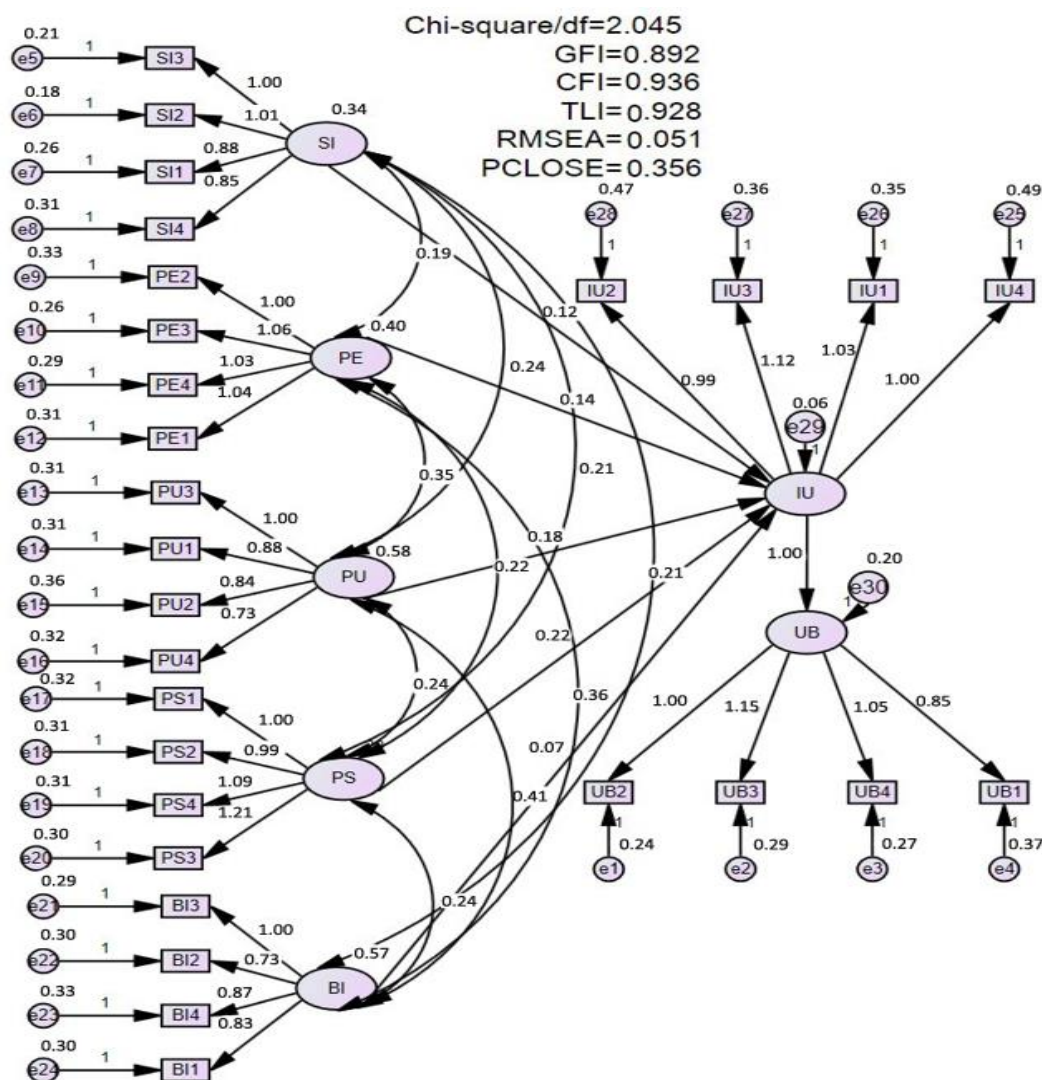 Chi-square/df=2.045
GFI=0.892
CFI=0.936
TLI=0.928
RMSEA=0.051
PCLOSE=0.356
0.21
e5 1 SI3
1.00
0.18
e6 1 SI2
1.01
0.34
SI
0.26
e7 1 SI1
0.88
0.85
0.31
e8 1 SI4
0.33
e9 1 PE2
1.00
0.26
e10 1 PE3
1.06
0.40
PE
0.29
e11 1 PE4
1.03
1.04
0.31
e12 1 PE1
0.31
e13 1 PU3
1.00
0.31
e14 1 PU1
0.88
0.58
PU
0.36
e15 1 PU2
0.84
0.73
0.32
e16 1 PU4
0.32
e17 1 PS1
1.00
0.31
e18 1 PS2
0.99
PS
0.31
e19 1 PS4
1.09
1.21
0.30
e20 1 PS3
0.29
e21 1 BI3
1.00
0.30
e22 1 BI2
0.73
0.57
BI
0.33
e23 1 BI4
0.87
0.83
0.30
e24 1 BI1
0.19
0.12
0.24
0.14
0.21
0.35
0.18
0.22
0.21
0.22
0.24
0.36
0.07
0.41
0.24
0.47 0.36 0.35 0.49
e28 e27 e26 e25
1 1 1 1
IU2 IU3 IU1 IU4
0.99 1.12 1.03 1.00
0.06
e29
1
IU
1.00
0.20
e30
1
UB
1.00 1.15 1.05 0.85
UB2 UB3 UB4 UB1
1 1 1 1
0.24 0.29 0.27 0.37
e1 e2 e3 e4